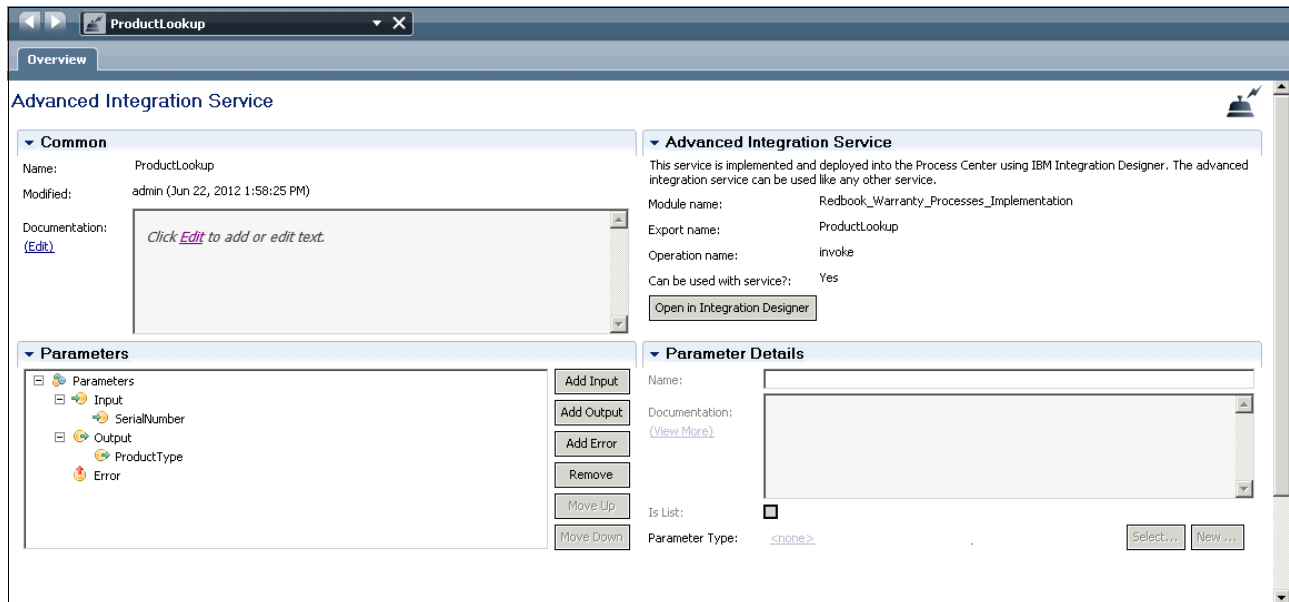 ProductLookup
Overview
Advanced Integration Service
Common
Name: ProductLookup
Modified: admin (Jun 22, 2012 1:58:25 PM)
Documentation:
(Edit)
Click Edit to add or edit text.
Advanced Integration Service
This service is implemented and deployed into the Process Center using IBM Integration Designer. The advanced
integration service can be used like any other service.
Module name: Redbook_Warranty_Processes_Implementation
Export name: ProductLookup
Operation name: invoke
Can be used with service?: Yes
Open in Integration Designer
Parameters
Parameters
Input
SerialNumber
Output
ProductType
Error
Add Input
Add Output
Add Error
Remove
Move Up
Move Down
Parameter Details
Name:
Documentation:
(View More)
Is List:
Parameter Type: <none>
Select...
New ...